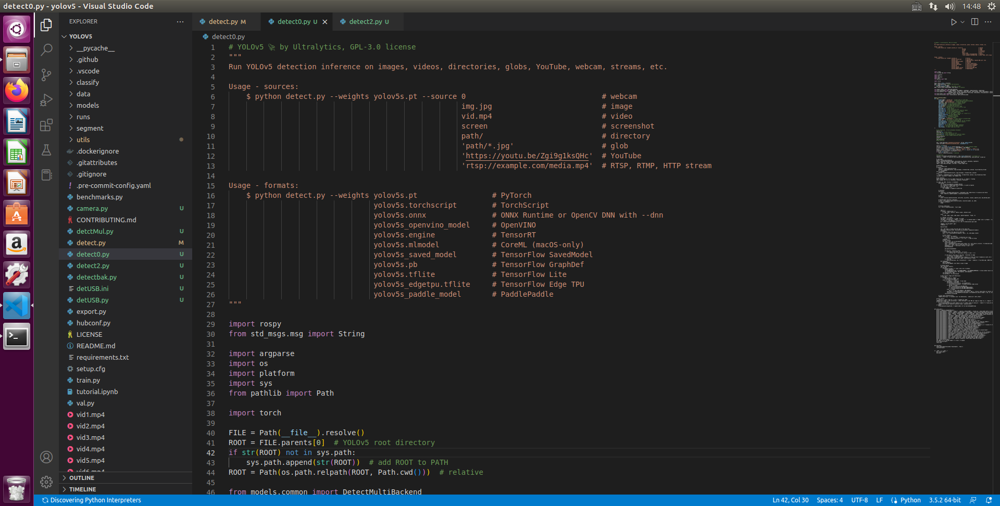 detect0.py - yolov5 - Visual Studio Code
14:48
EXPLORER
YOLOV5
__pycache__
.github
.vscode
classify
data
models
runs
segment
utils
.dockerignore
.gitattributes
.gitignore
.pre-commit-config.yaml
benchmarks.py
camera.py U
CONTRIBUTING.md
detctMul.py U
detect.py M
detect0.py U
detect2.py U
detectbak.py U
detUSB.ini U
detUSB.py U
export.py
hubconf.py
LICENSE
README.md
requirements.txt
setup.cfg
train.py
tutorial.ipynb
val.py
vid1.mp4
vid2.mp4
vid3.mp4
vid4.mp4
vid5.mp4
vid6.mp4
OUTLINE
TIMELINE
detect.py M
detect0.py U
detect2.py U
detect0.py
1 # YOLOv5 🚀 by Ultralytics, GPL-3.0 license
2 """
3 Run YOLOv5 detection inference on images, videos, directories, globs, YouTube, webcam, streams, etc.
4
5 Usage - sources:
6 $ python detect.py --weights yolov5s.pt --source 0 # webcam
7 img.jpg # image
8 vid.mp4 # video
9 screen # screenshot
10 path/ # directory
11 'path/*.jpg' # glob
12 'https://youtu.be/Zgi9g1ksQHc' # YouTube
13 'rtsp://example.com/media.mp4' # RTSP, RTMP, HTTP stream
14
15 Usage - formats:
16 $ python detect.py --weights yolov5s.pt # PyTorch
17 yolov5s.torchscript # TorchScript
18 yolov5s.onnx # ONNX Runtime or OpenCV DNN with --dnn
19 yolov5s_openvino_model # OpenVINO
20 yolov5s.engine # TensorRT
21 yolov5s.mlmodel # CoreML (macOS-only)
22 yolov5s_saved_model # TensorFlow SavedModel
23 yolov5s.pb # TensorFlow GraphDef
24 yolov5s.tflite # TensorFlow Lite
25 yolov5s_edgetpu.tflite # TensorFlow Edge TPU
26 yolov5s_paddle_model # PaddlePaddle
27 """
28
29 import rospy
30 from std_msgs.msg import String
31
32 import argparse
33 import os
34 import platform
35 import sys
36 from pathlib import Path
37
38 import torch
39
40 FILE = Path(__file__).resolve()
41 ROOT = FILE.parents[0] # YOLOv5 root directory
42 if str(ROOT) not in sys.path:
43 sys.path.append(str(ROOT)) # add ROOT to PATH
44 ROOT = Path(os.path.relpath(ROOT, Path.cwd())) # relative
45
46 from models.common import DetectMultiBackend
Discovering Python Interpreters
Ln 42, Col 30
Spaces: 4
UTF-8
LF
Python
3.5.2 64-bit